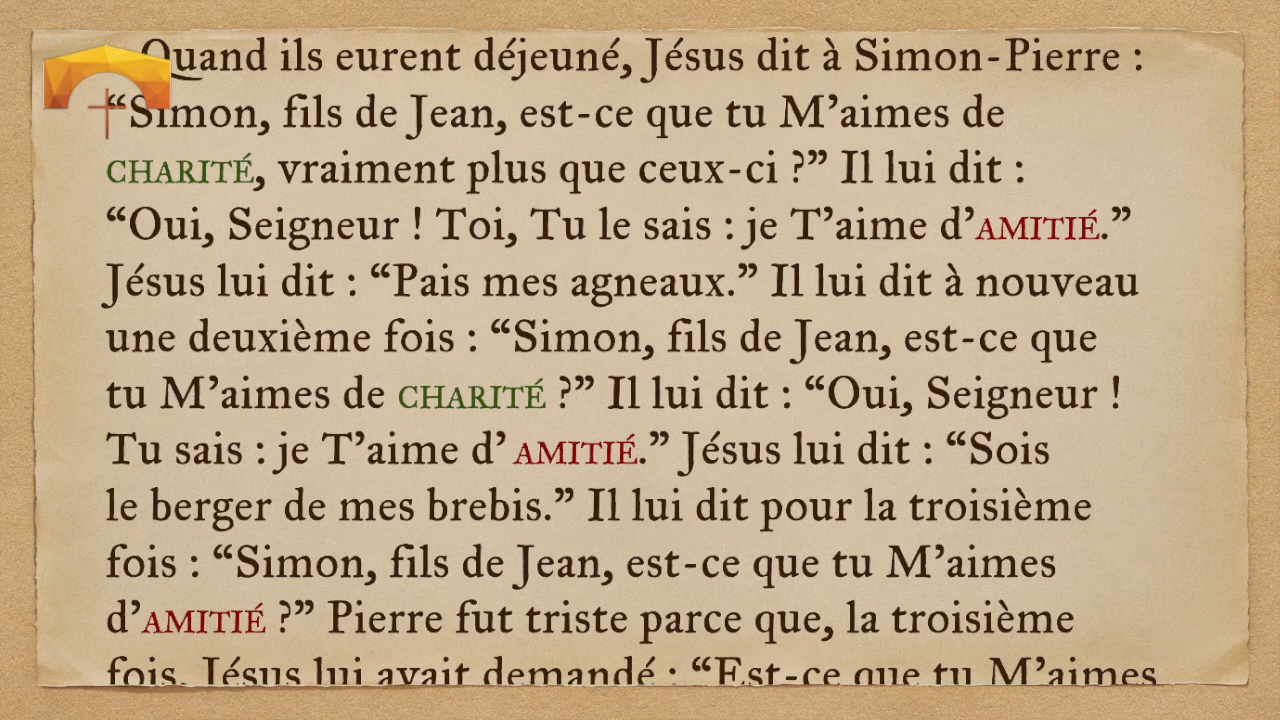 Quand ils eurent déjeuné, Jésus dit à Simon-Pierre :
“Simon, fils de Jean, est-ce que tu M’aimes de
CHARITÉ, vraiment plus que ceux-ci ?” Il lui dit :
“Oui, Seigneur ! Toi, Tu le sais : je T’aime d’AMITIÉ.”
Jésus lui dit : “Pais mes agneaux.” Il lui dit à nouveau
une deuxième fois : “Simon, fils de Jean, est-ce que
tu M’aimes de CHARITÉ ?” Il lui dit : “Oui, Seigneur !
Tu sais : je T’aime d’ AMITIÉ.” Jésus lui dit : “Sois
le berger de mes brebis.” Il lui dit pour la troisième
fois : “Simon, fils de Jean, est-ce que tu M’aimes
d’AMITIÉ ?” Pierre fut triste parce que, la troisième
fois, Jésus lui avait demandé : “Est-ce que tu M’aimes